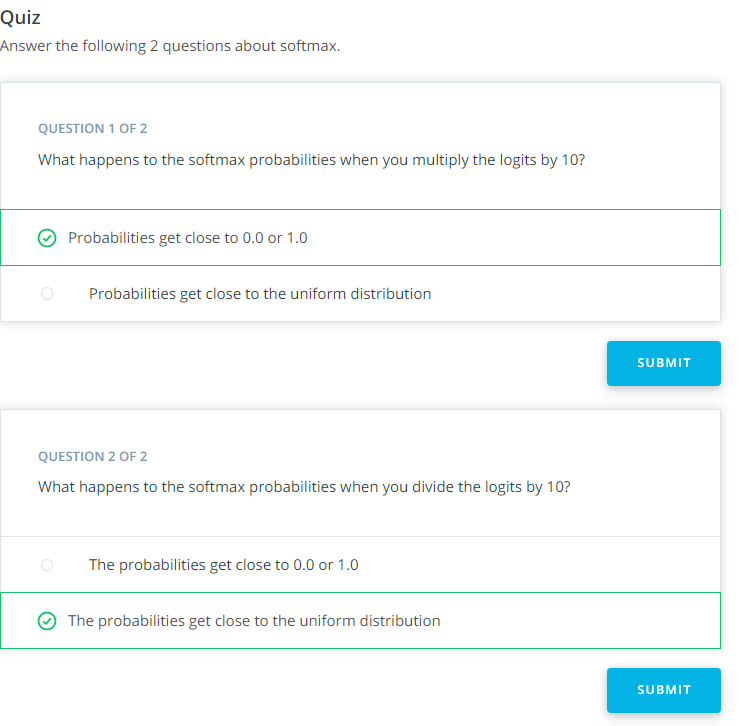 Quiz
Answer the following 2 questions about softmax.
QUESTION 1 OF 2
What happens to the softmax probabilities when you multiply the logits by 10?
Probabilities get close to 0.0 or 1.0
Probabilities get close to the uniform distribution
SUBMIT
QUESTION 2 OF 2
What happens to the softmax probabilities when you divide the logits by 10?
The probabilities get close to 0.0 or 1.0
The probabilities get close to the uniform distribution
SUBMIT